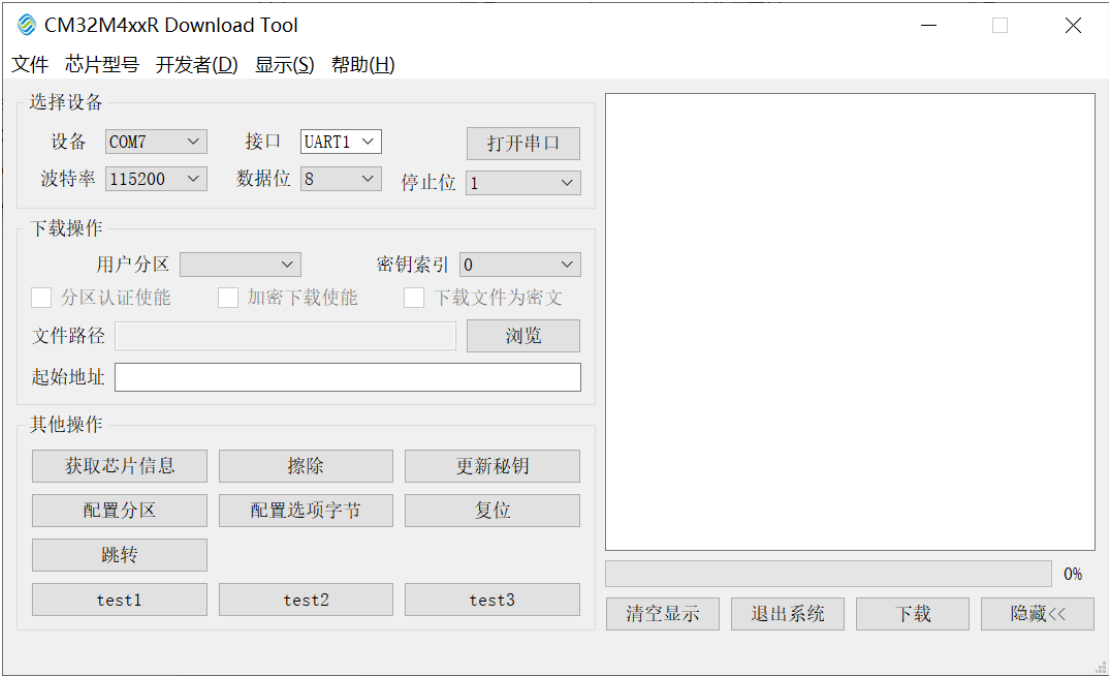 CM32M4xxR Download Tool
文件 芯片型号 开发者(D) 显示(S) 帮助(H)
选择设备
设备 COM7 接口 UART1 打开串口
波特率 115200 数据位 8 停止位 1
下载操作
用户分区 密钥索引 0
分区认证使能 加密下载使能 下载文件为密文
文件路径 浏览
起始地址
其他操作
获取芯片信息 擦除 更新秘钥
配置分区 配置选项字节 复位
跳转
test1 test2 test3
0%
清空显示 退出系统 下载 隐藏<<